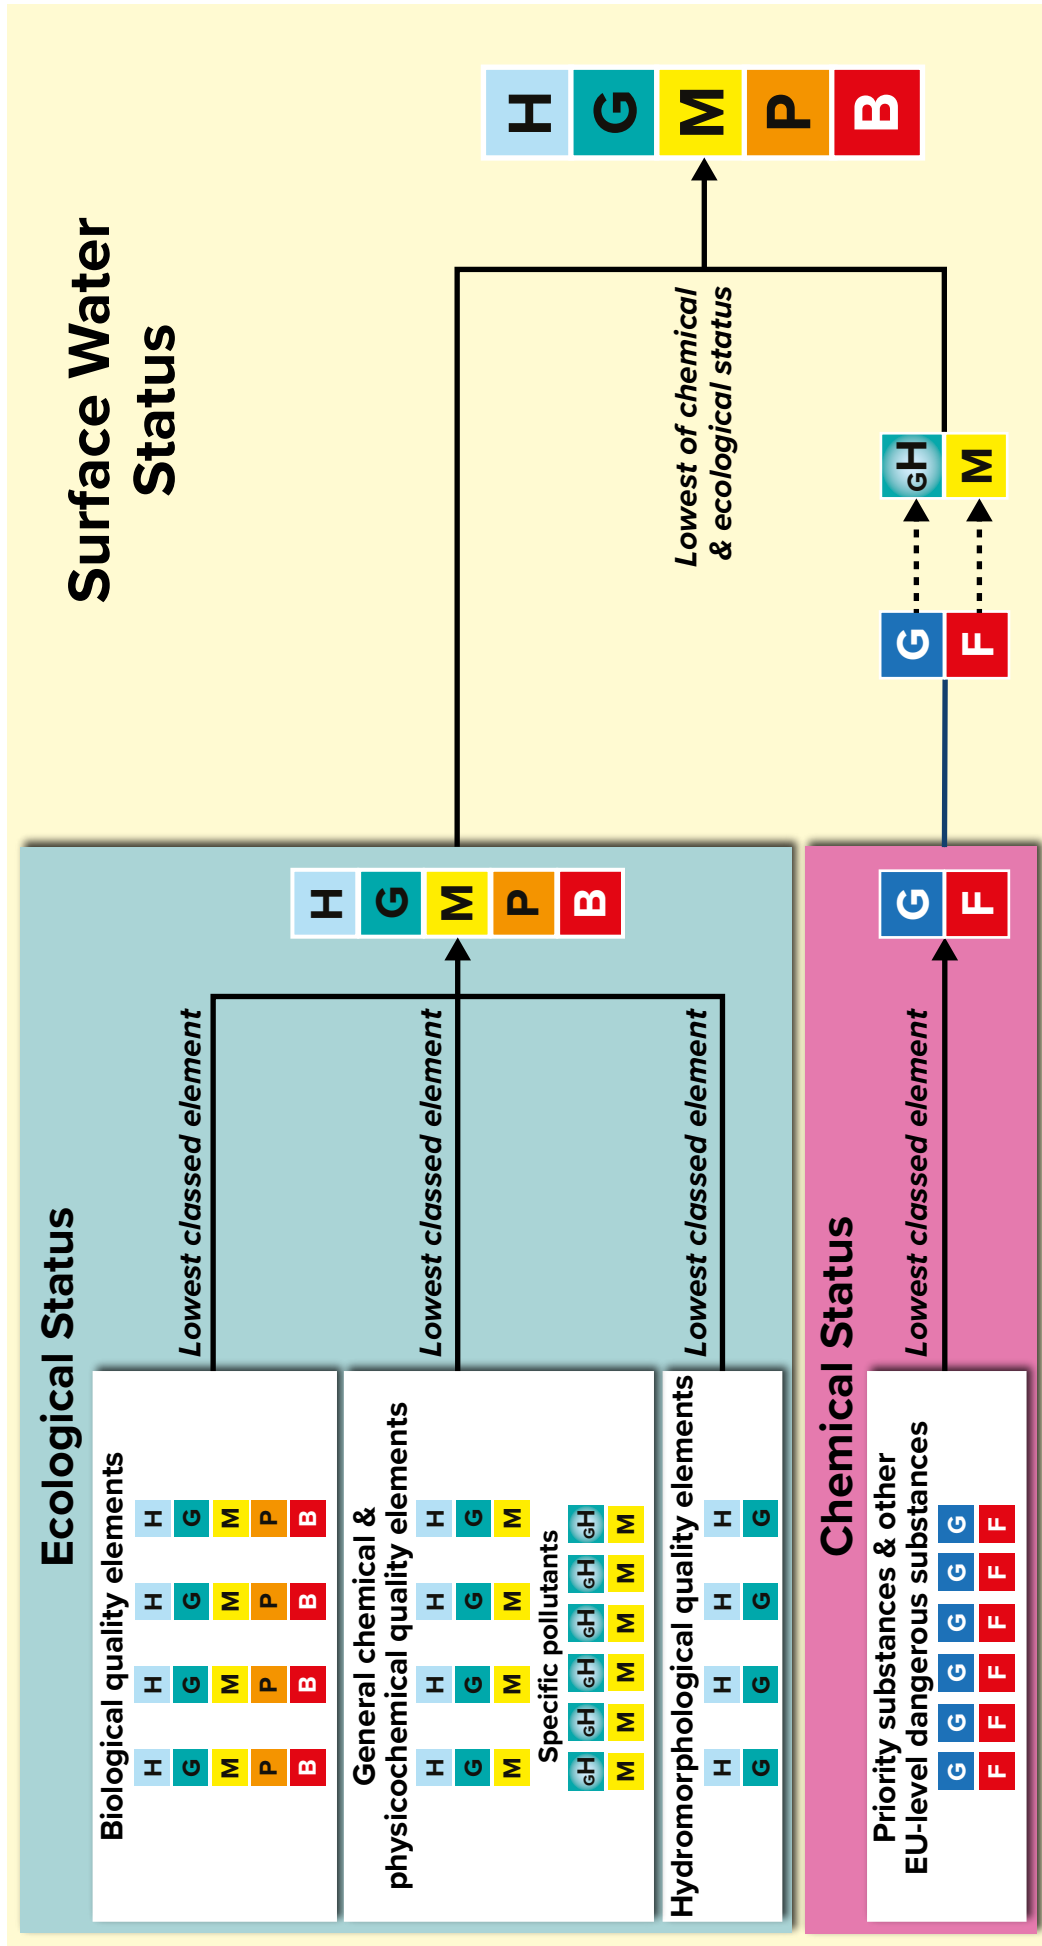 Surface Water
Status
Ecological Status
Biological quality elements
H H H H
G G G G
M M M M
P P P P
B B B B
Lowest classed element
General chemical &
physicochemical quality elements
H H H H
G G G G
M M M M
Specific pollutants
GH GH GH GH GH GH
M M M M M M
Lowest classed element
Hydromorphological quality elements
H H H H
G G G G
Lowest classed element
H
G
M
P
B
Chemical Status
Priority substances & other
EU-level dangerous substances
G G G G G G
F F F F F F
Lowest classed element
G
F
G
F
GH
M
Lowest of chemical
& ecological status
H
G
M
P
B